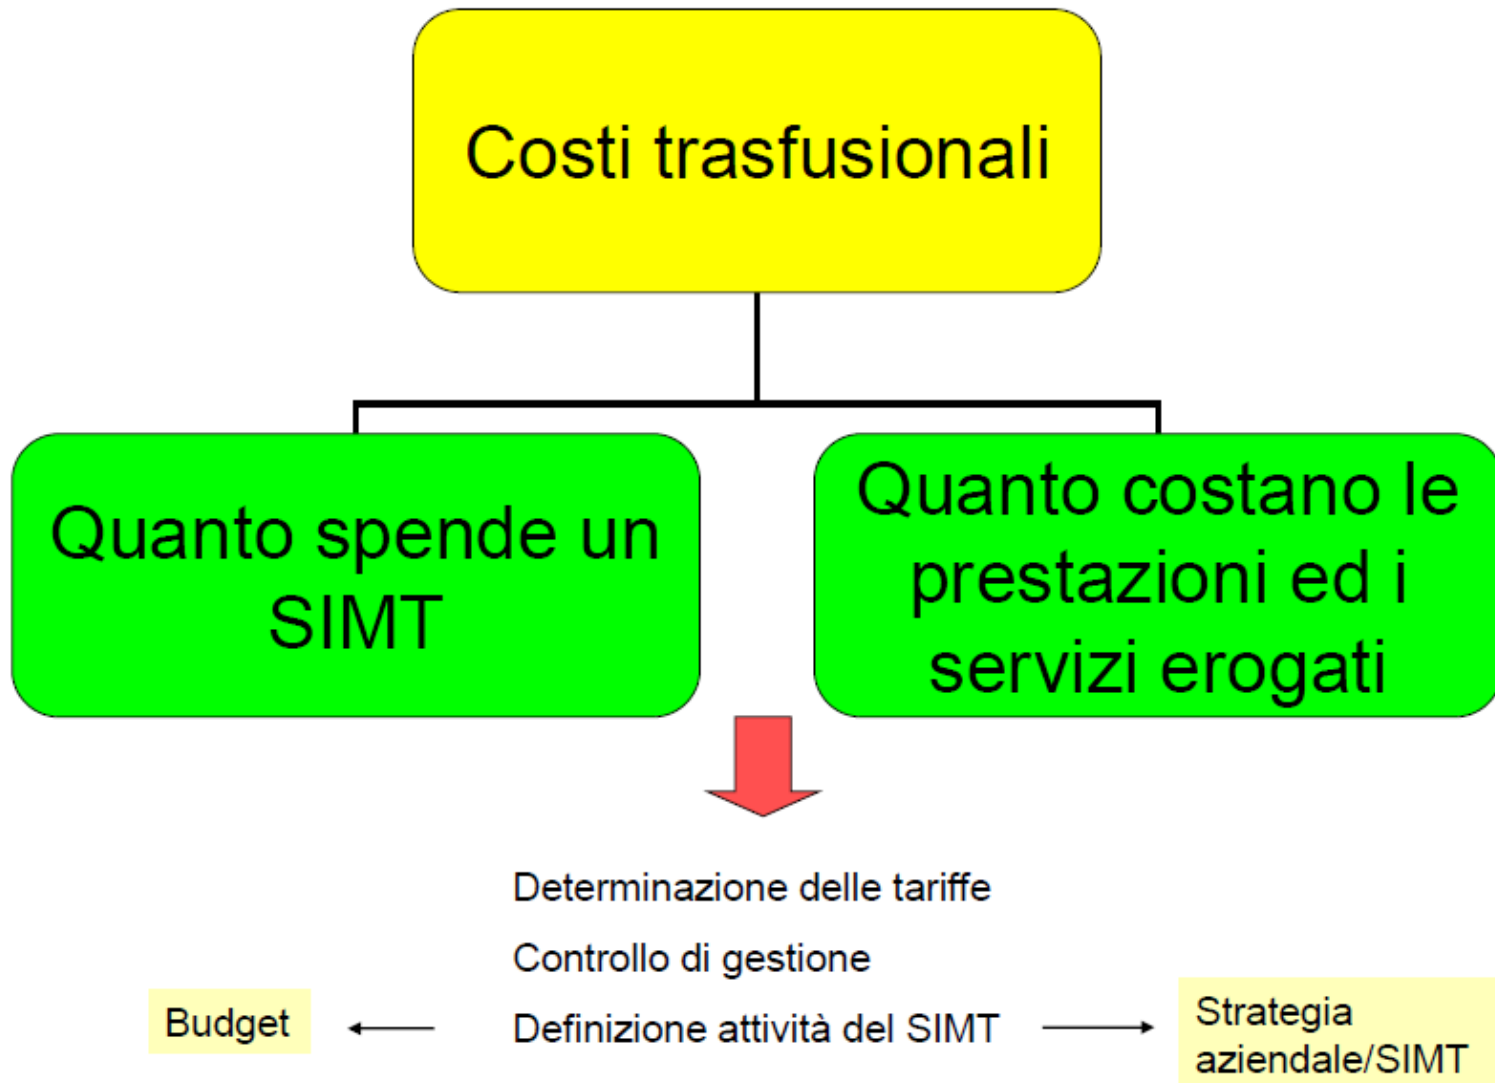 Costi trasfusionali
Quanto spende un
SIMT
Quanto costano le
prestazioni ed i
servizi erogati
Determinazione delle tariffe
Controllo di gestione
Budget
Definizione attività del SIMT
Strategia
aziendale/SIMT